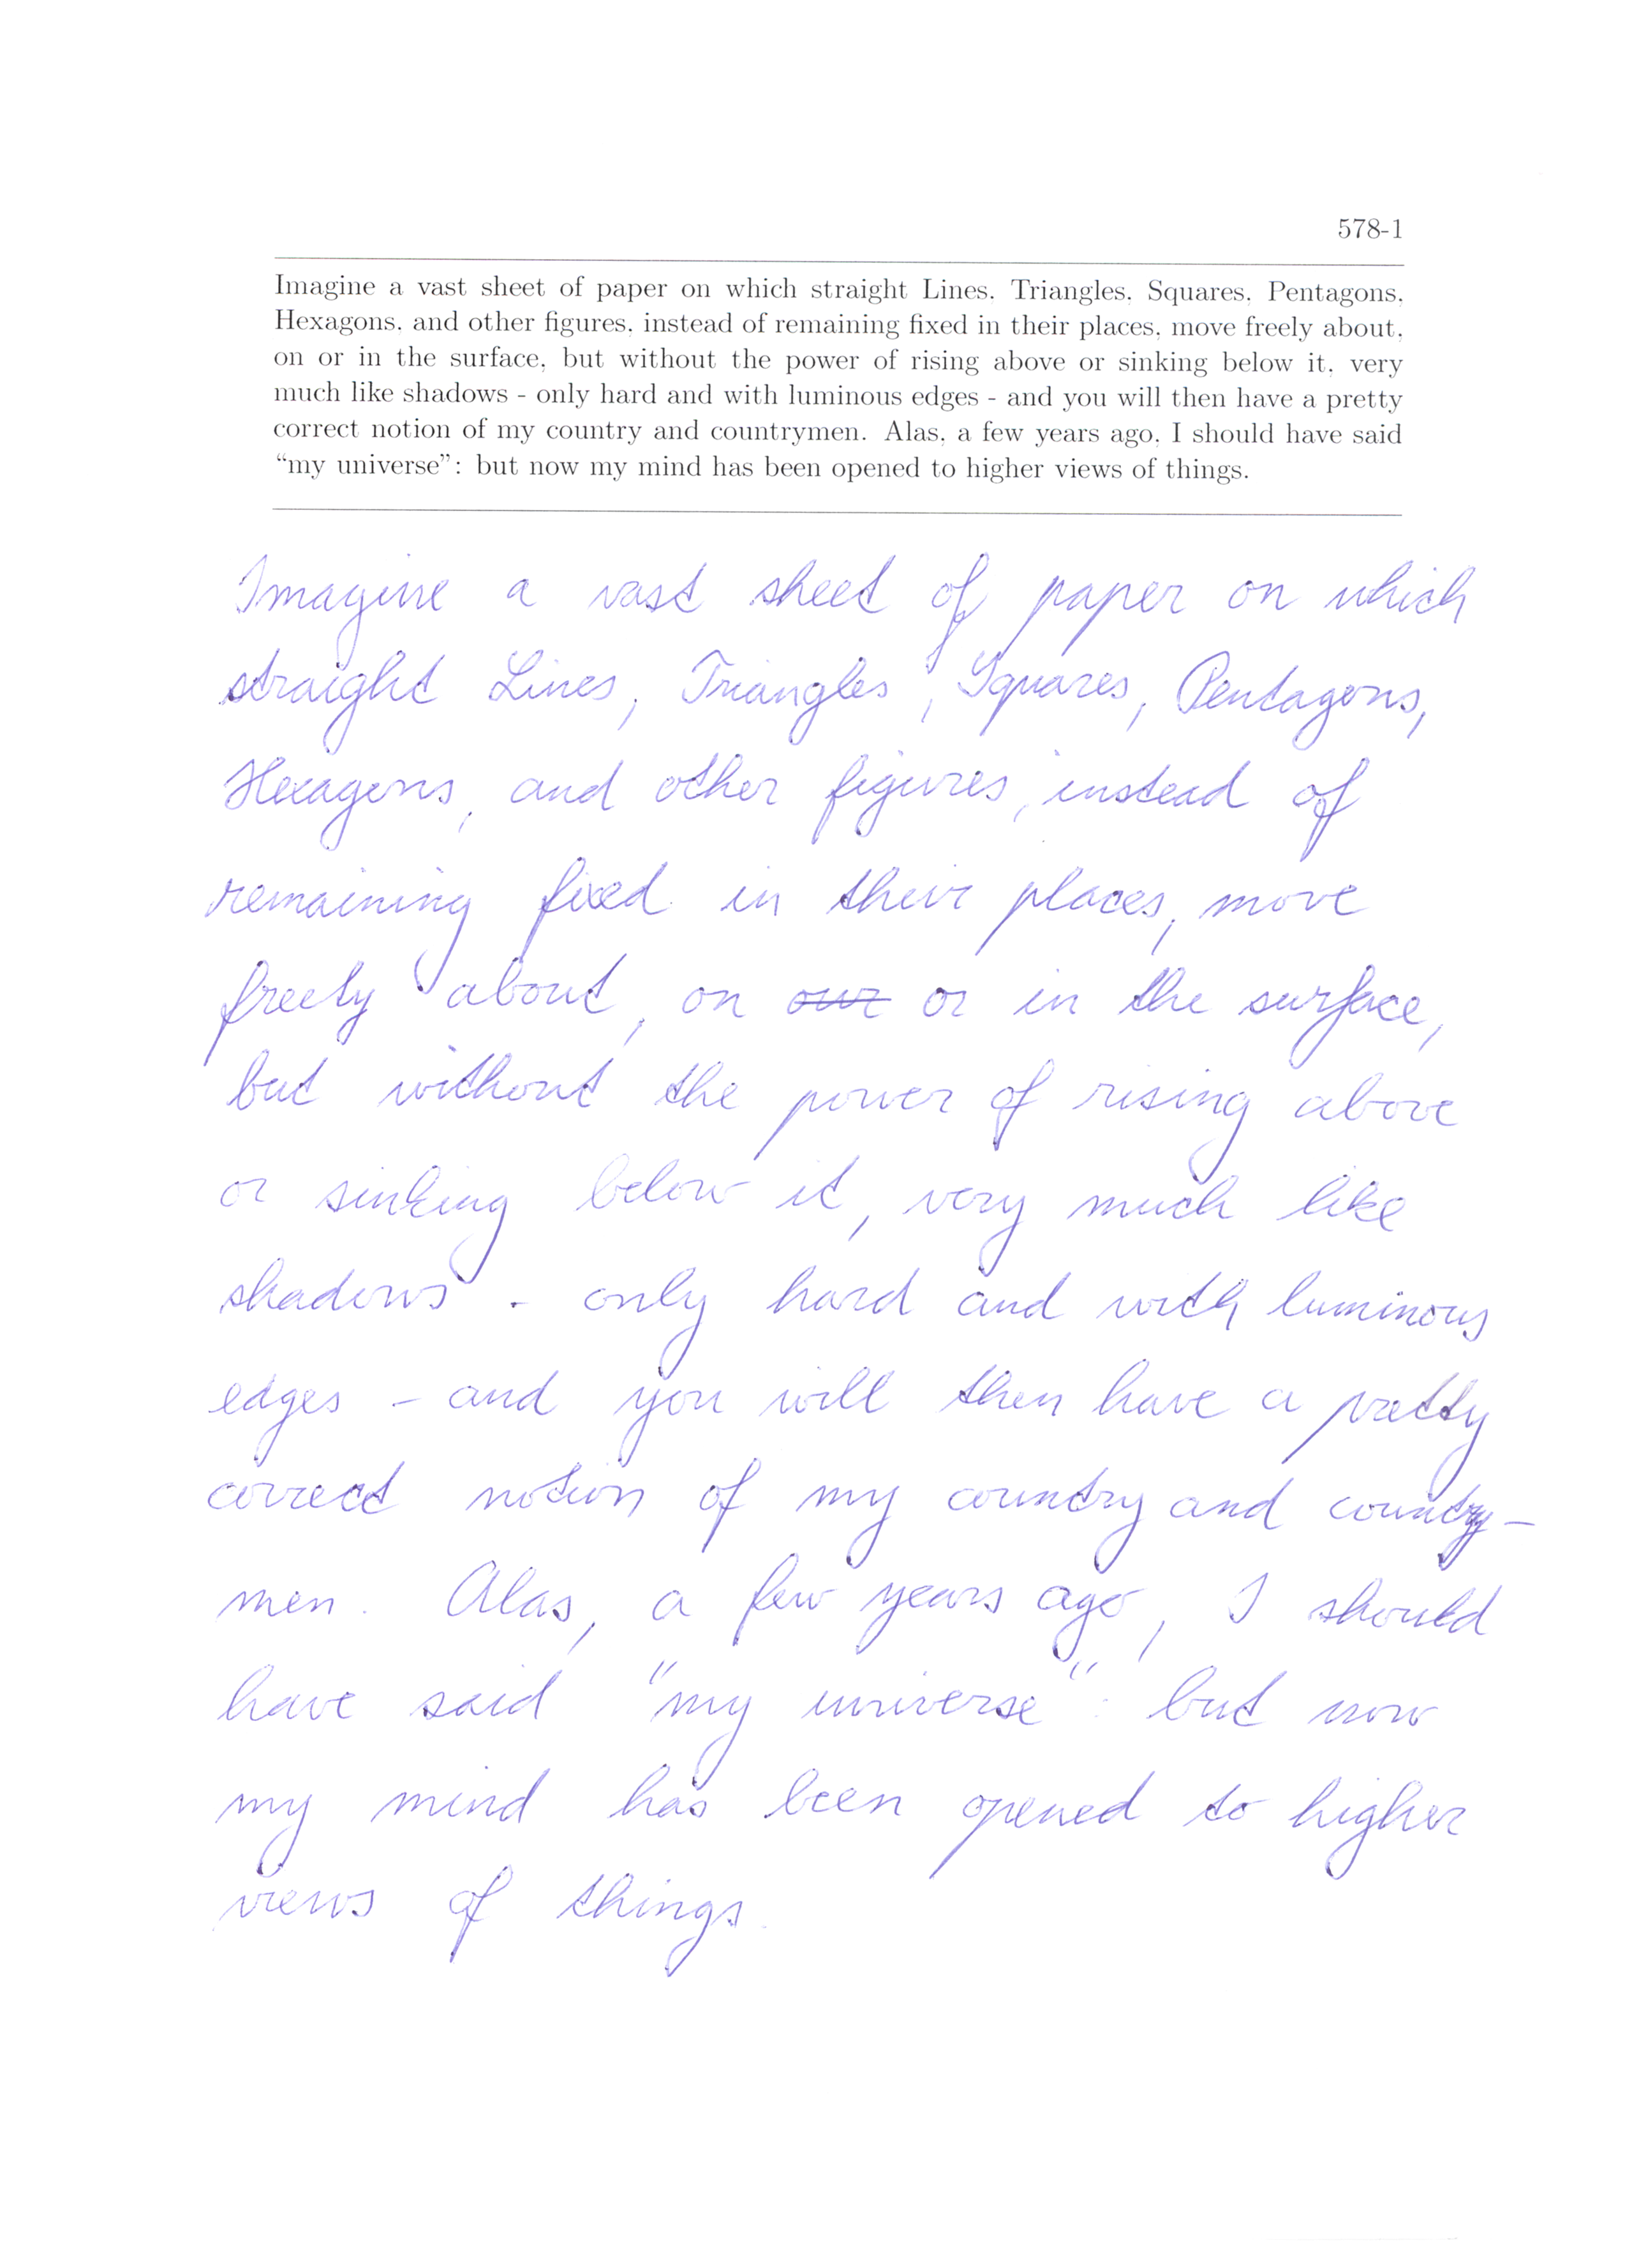 578-1
Imagine a vast sheet of paper on which straight Lines, Triangles, Squares, Pentagons,
Hexagons, and other figures, instead of remaining fixed in their places, move freely about,
on or in the surface, but without the power of rising above or sinking below it, very
much like shadows - only hard and with luminous edges - and you will then have a pretty
correct notion of my country and countrymen. Alas, a few years ago, I should have said
“my universe”: but now my mind has been opened to higher views of things.
Imagine a vast sheet of paper on which
straight Lines, Triangles, Squares, Pentagons,
Hexagons, and other figures, instead of
remaining fixed in their places, move
freely about, on our or in the surface,
but without the power of rising above
or sinking below it, very much like
shadows - only hard and with luminous
edges - and you will then have a pretty
correct notion of my country and country-
men. Alas, a few years ago, I should
have said "my universe": but now
my mind has been opened to higher
views of things.